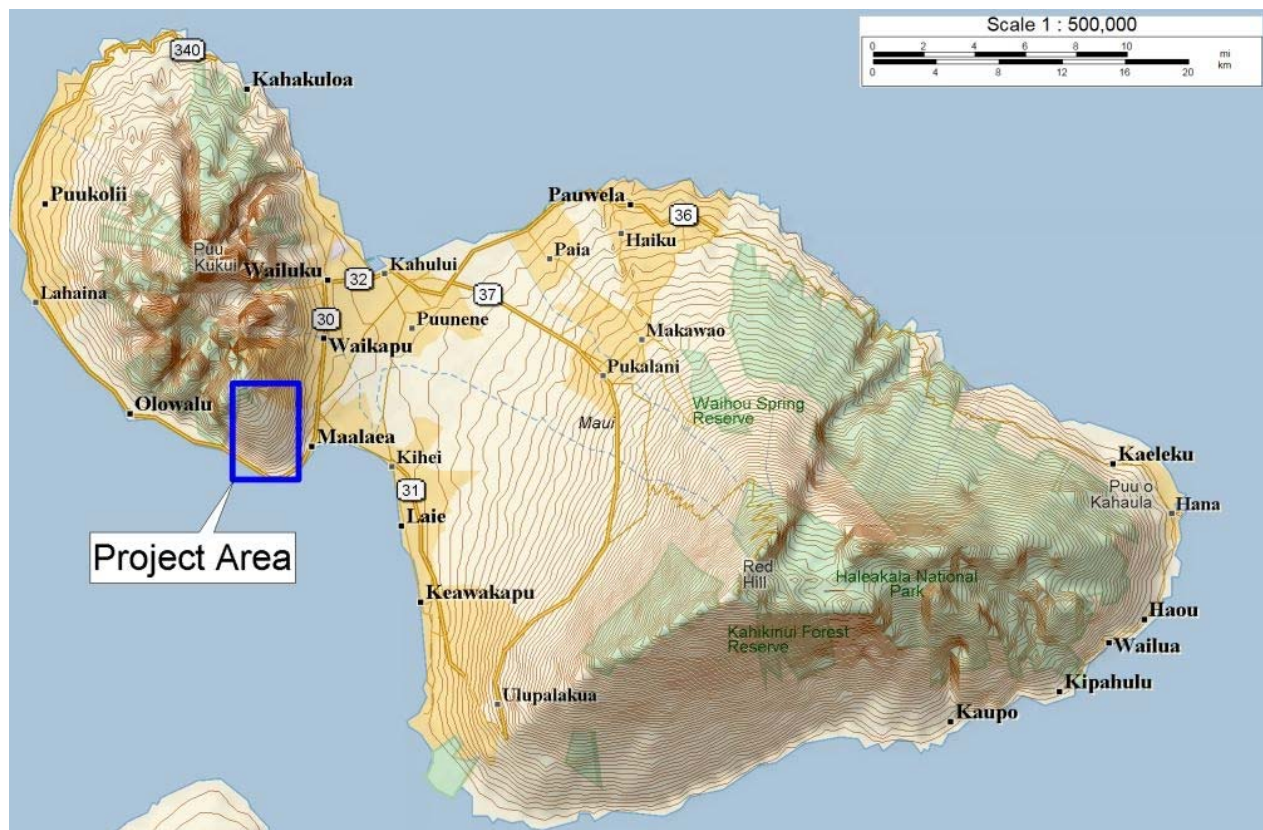 Scale 1 : 500,000
0 2 4 6 8 10
mi
km
0 4 8 12 16 20
340
Kahakuloa
Puukolii
Pauwela
36
Haiku
Puu
Kukui
Paia
Wailuku
32
Kahului
37
Lahaina
30
Puunene
Waikapu
Makawao
Pukalani
Olowalu
Waihou Spring
Reserve
Maui
Maalaea
Kihei
Kaeleku
31
Puu o
Kahaula
Hana
Laie
Project Area
Red
Hill
Haleakala National
Park
Keawakapu
Haou
Kahikinui Forest
Reserve
Wailua
Kipahulu
Ulupalakua
Kaupo